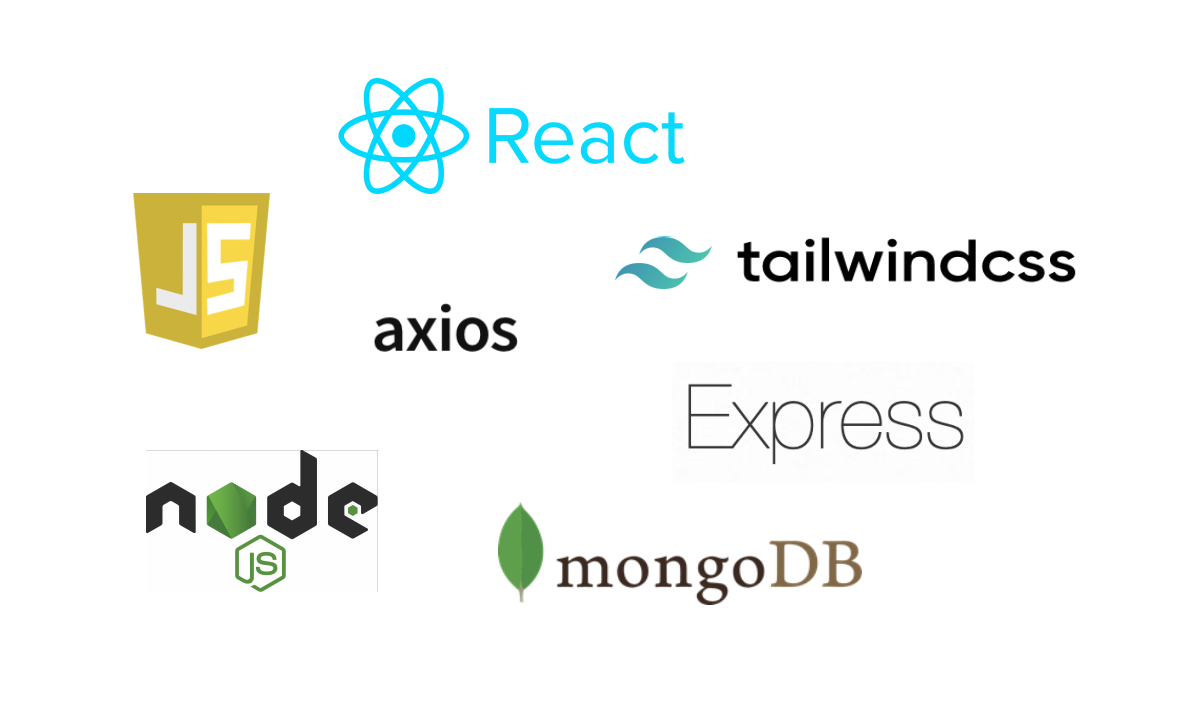 React
JS
tailwindcss
axios
Express
node
JS
mongoDB